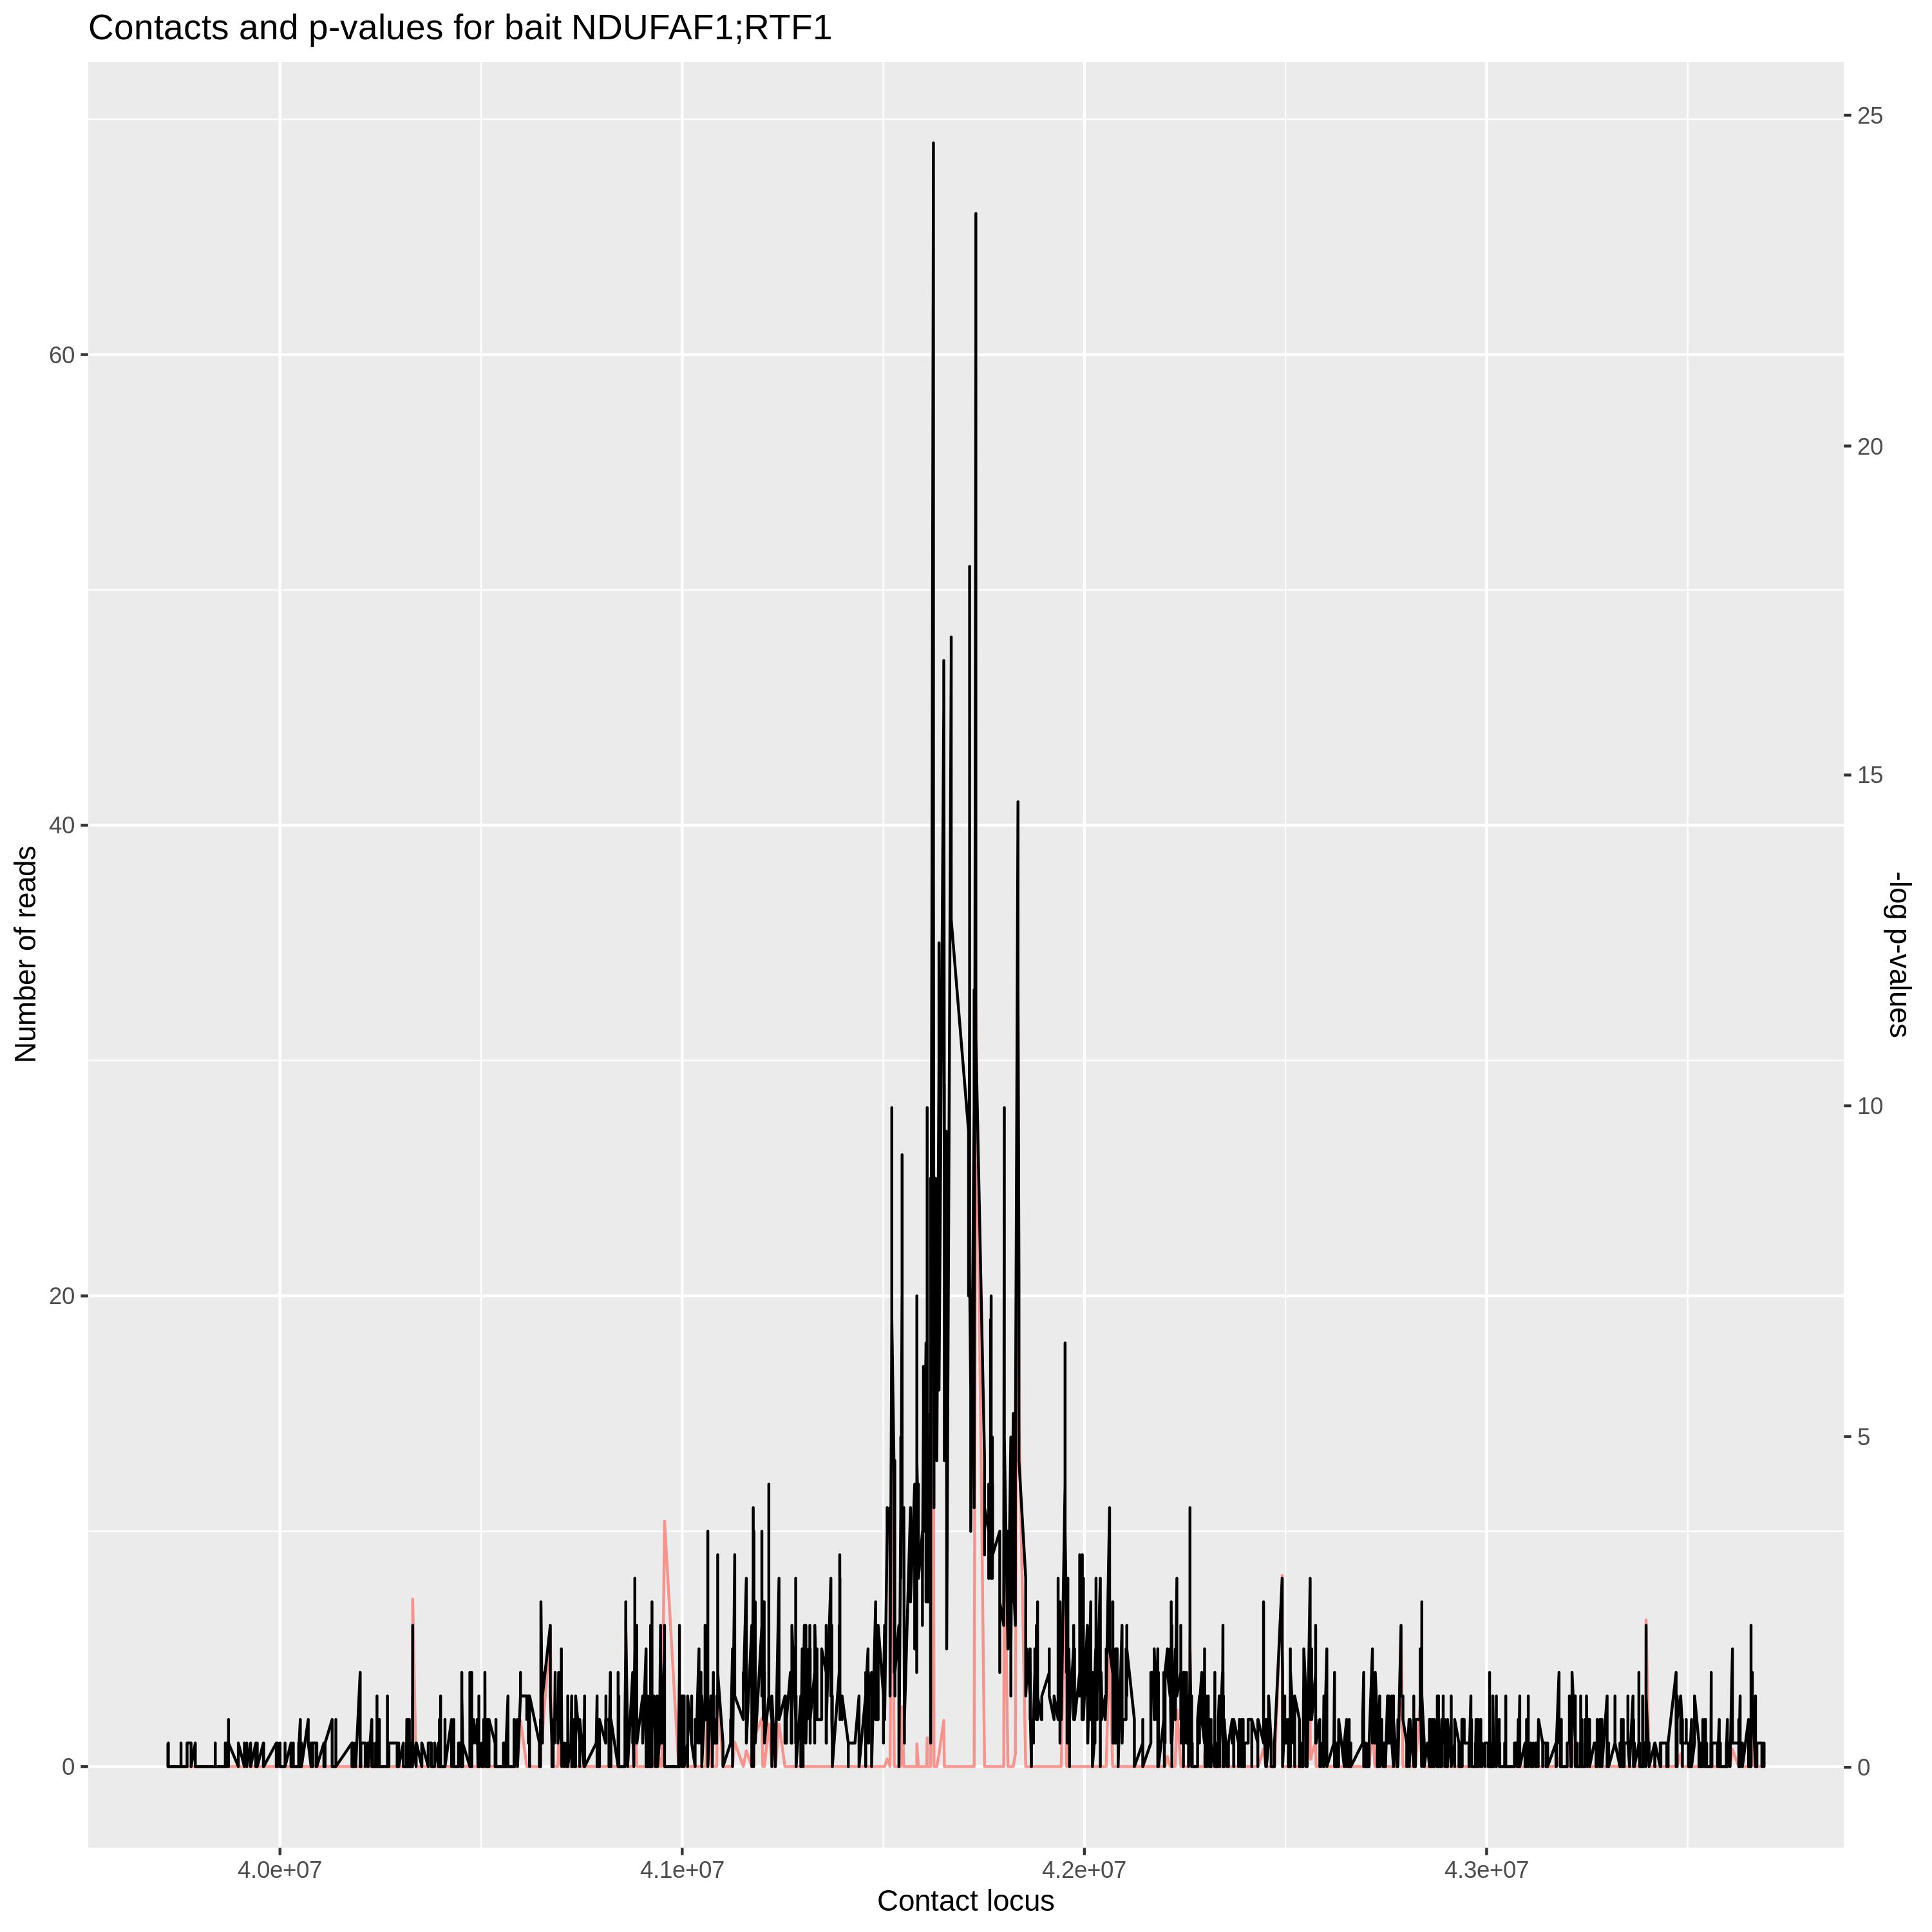 Contacts and p-values for bait NDUFAF1;RTF1
Number of reads
60
40
20
0
25
20
15
10
5
0
-log p-values
4.0e+07
4.1e+07
4.2e+07
4.3e+07
Contact locus